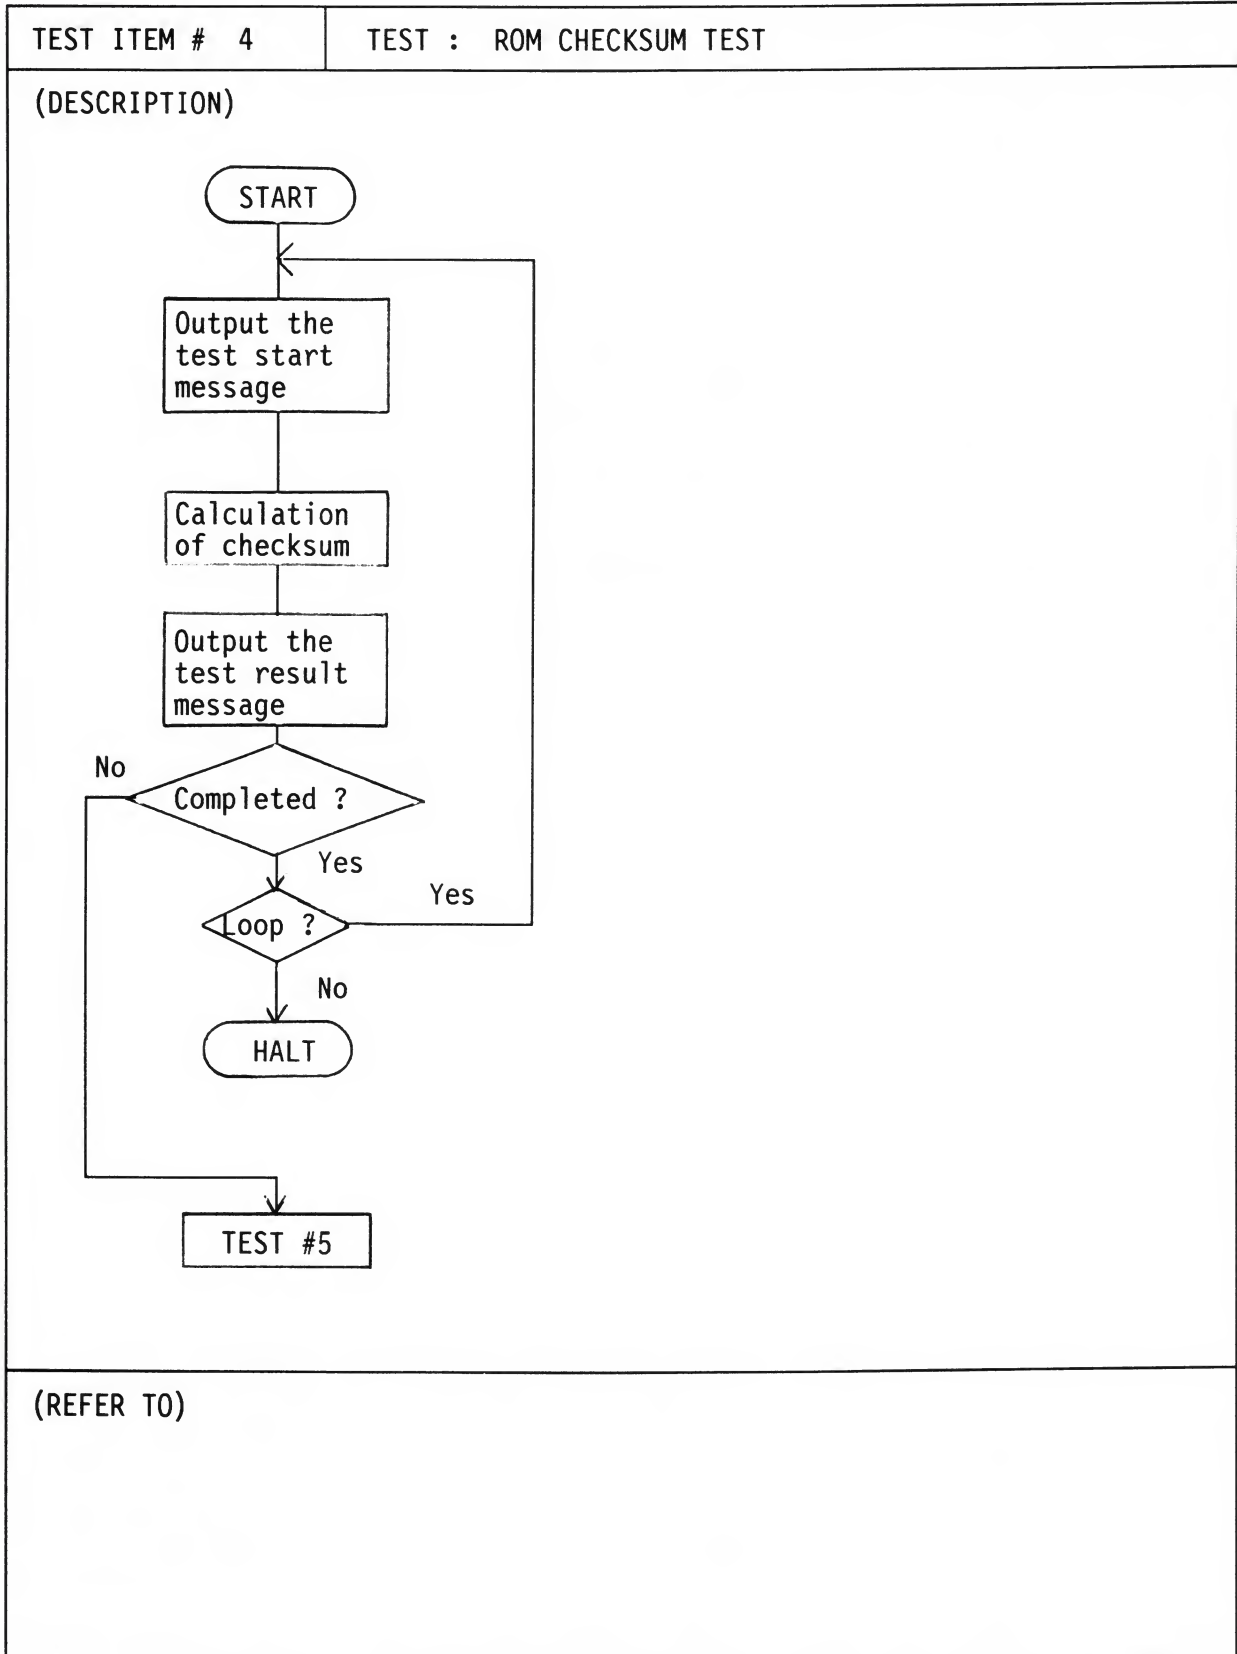 TEST ITEM # 4
TEST : ROM CHECKSUM TEST
(DESCRIPTION)
START
Output the
test start
message
Calculation
of checksum
Output the
test result
message
No
Completed ?
Yes
Yes
Loop ?
No
HALT
TEST #5
(REFER TO)